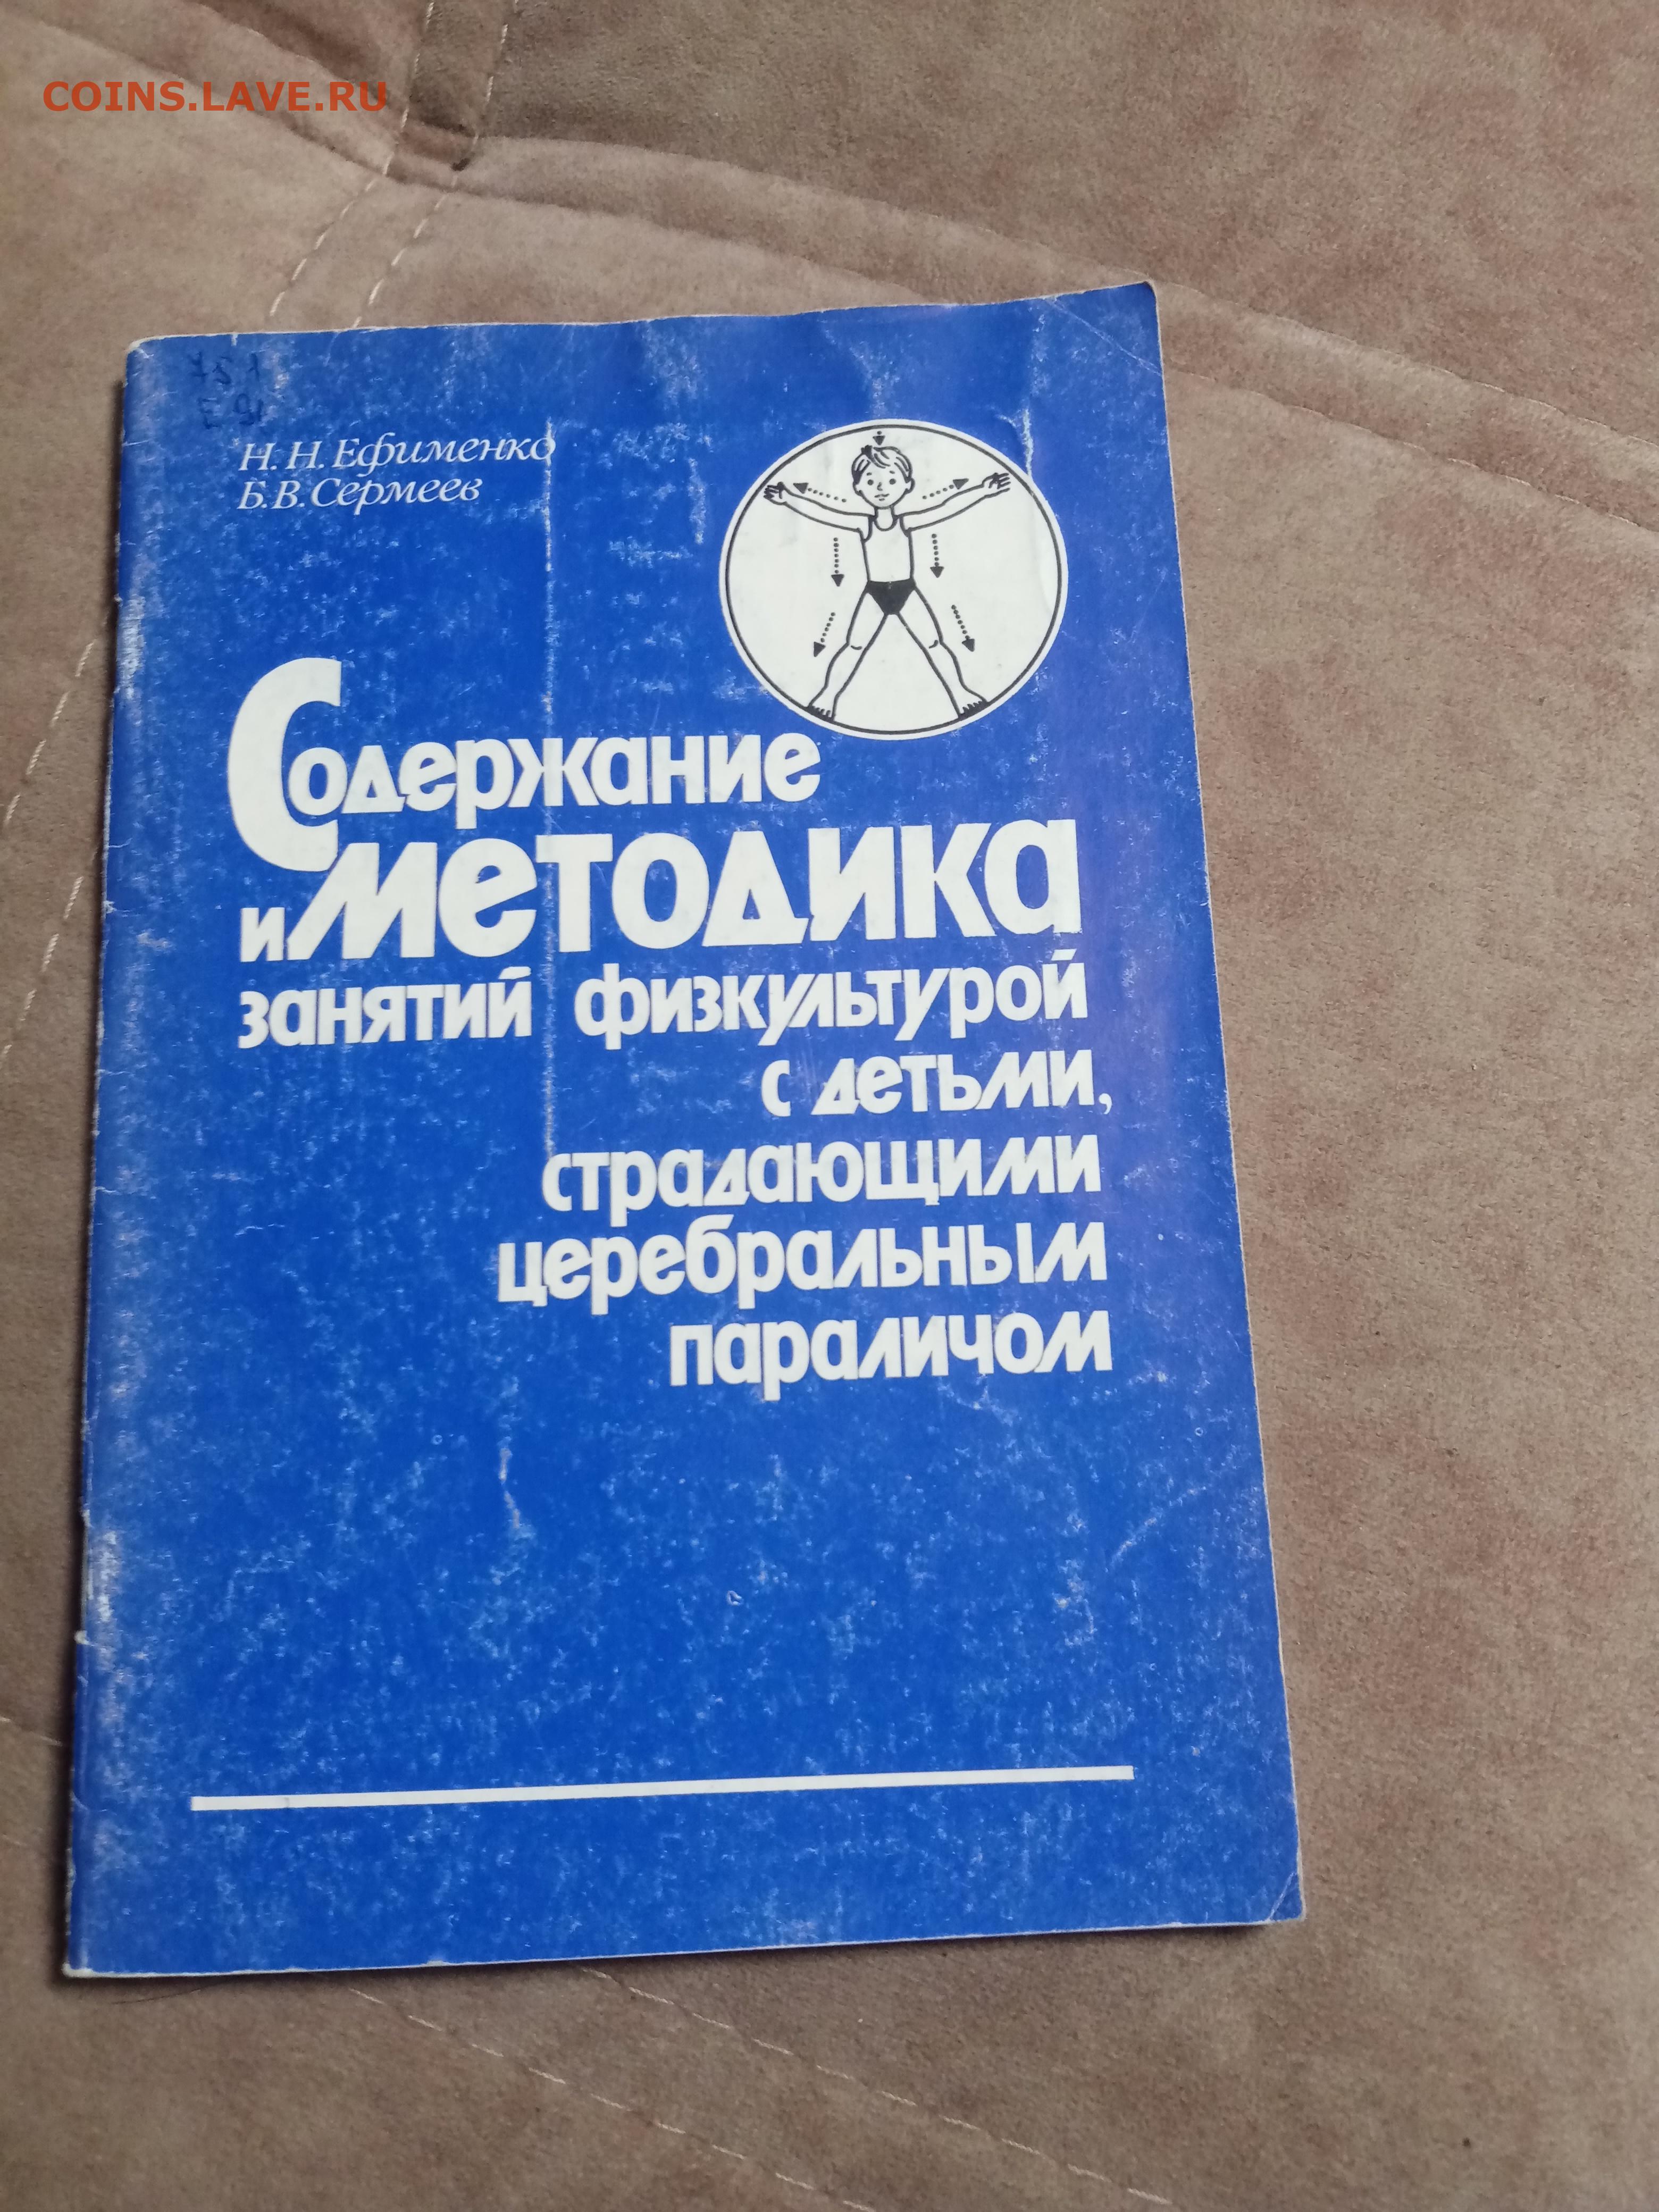 COINS.LAVE.RU
Н. Н. Ефименко
Б. В. Сермеев
Содержание
и методика
занятий физкультурой
с детьми,
страдающими
церебральным
параличом